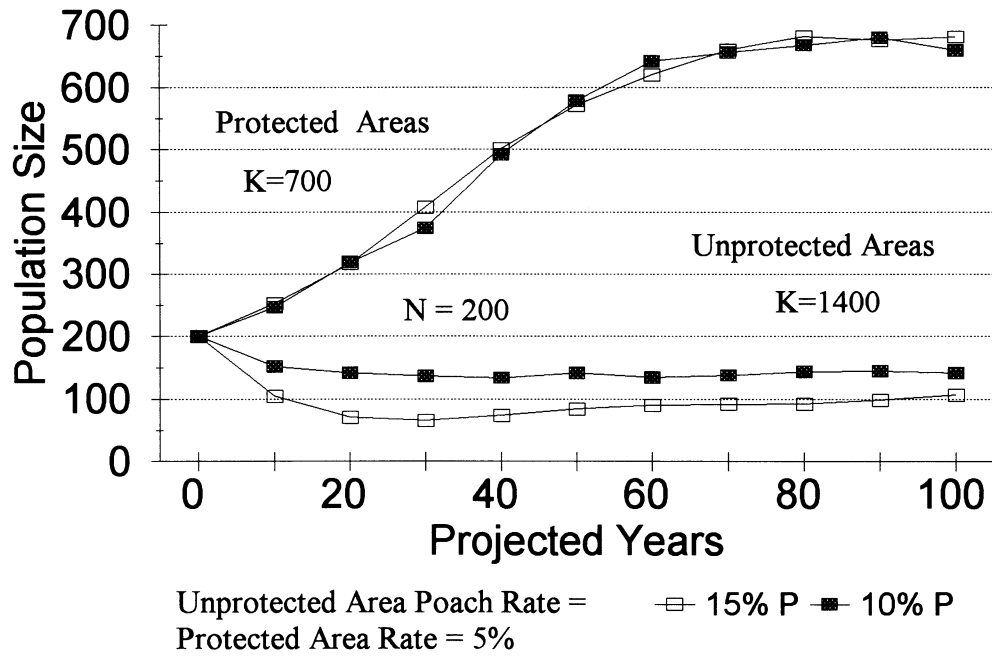 700
600
500
400
300
200
100
0
Population Size
Protected Areas
K=700
Unprotected Areas
K=1400
N = 200
0 20 40 60 80 100
Projected Years
Unprotected Area Poach Rate = 15% P 10% P
Protected Area Rate = 5%